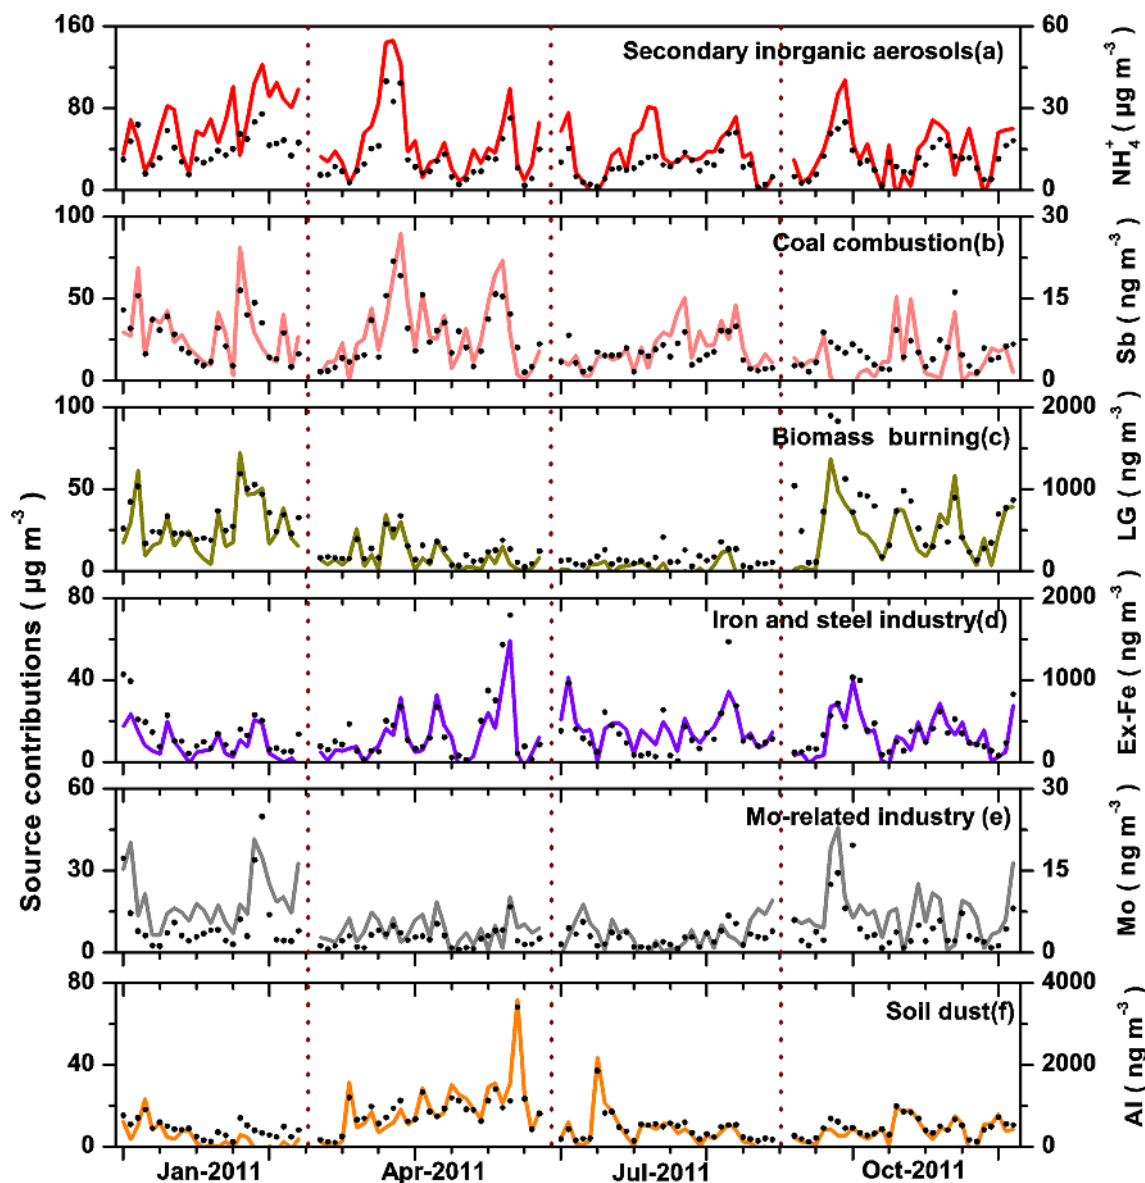 160
60
Secondary inorganic aerosols(a)
80
30
0
0
NH4+ ( μg m-3)
100
30
Coal combustion(b)
50
15
0
0
Sb ( ng m-3)
100
2000
Biomass burning(c)
50
1000
0
0
LG ( ng m-3)
Source contributions ( μg m-3)
80
2000
Iron and steel industry(d)
40
1000
0
0
Ex-Fe ( ng m-3)
60
30
Mo-related industry (e)
30
15
0
0
Mo ( ng m-3)
80
4000
Soil dust(f)
40
2000
0
0
Al ( ng m-3)
Jan-2011 Apr-2011 Jul-2011 Oct-2011